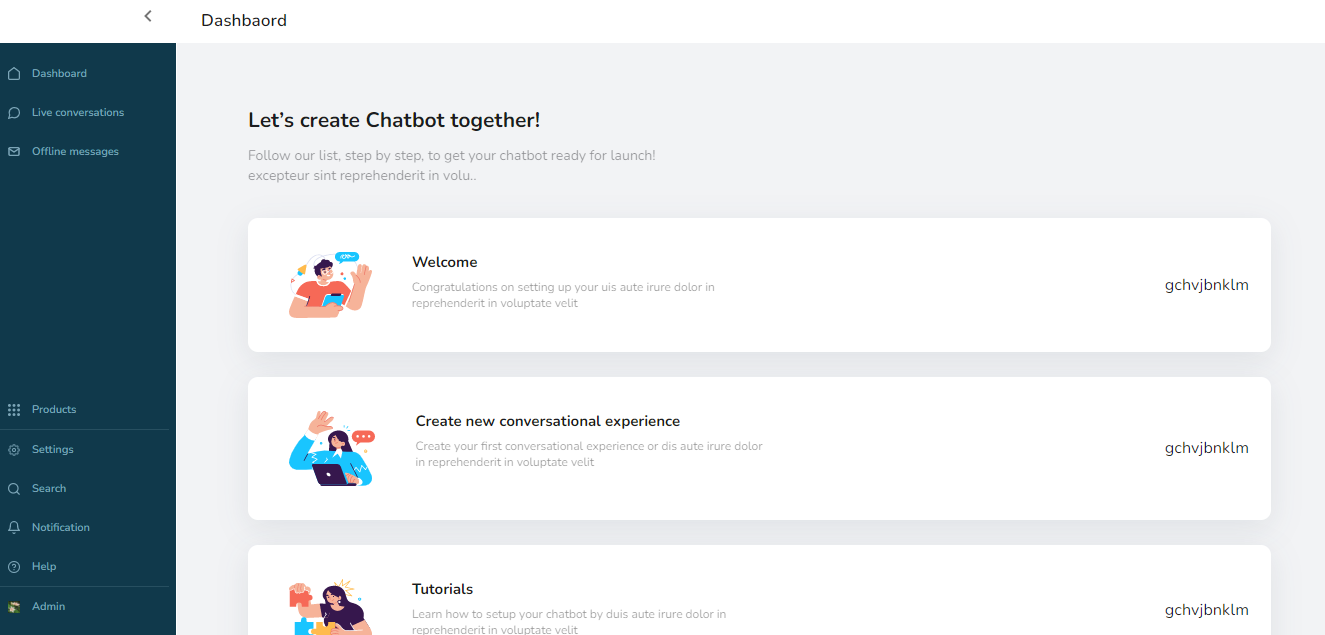 Dashbaord
Dashboard
Live conversations
Offline messages
Products
Settings
Search
Notification
Help
Admin
Let's create Chatbot together!
Follow our list, step by step, to get your chatbot ready for launch!
excepteur sint reprehenderit in volu..
Welcome
Congratulations on setting up your uis aute irure dolor in
reprehenderit in voluptate velit
gchvjbnklm
Create new conversational experience
Create your first conversational experience or dis aute irure dolor
in reprehenderit in voluptate velit
gchvjbnklm
Tutorials
Learn how to setup your chatbot by duis aute irure dolor in
reprehenderit in voluptate velit
gchvjbnklm